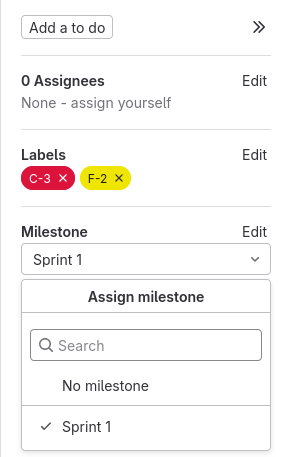 Add a to do
0 Assignees Edit
None - assign yourself
Labels Edit
C-3 F-2
Milestone Edit
Sprint 1
Assign milestone
Search
No milestone
Sprint 1